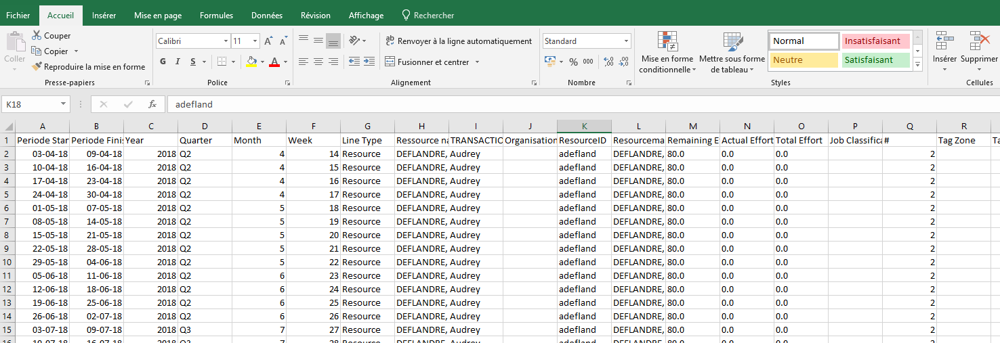 Fichier Accueil Insérer Mise en page Formules Données Révision Affichage Rechercher
Coller Couper Copier Reproduire la mise en forme Presse-papiers
Calibri 11 A A G I S A Police
ab Renvoyer à la ligne automatiquement Fusionner et centrer Alignement
Standard % 000 ,00 Nombre
Mise en forme conditionnelle Mettre sous forme de tableau Normal Insatisfaisant Neutre Satisfaisant Styles
Insérer Supprimer Cellules
K18 fx adefland
A B C D E F G H I J K L M N O P Q R
1 Periode Star Periode Finis Year Quarter Month Week Line Type Ressource na TRANSACTIO Organisation ResourceID Resourcema Remaining E Actual Effort Total Effort Job Classifica # Tag Zone Ta
2 03-04-18 09-04-18 2018 Q2 4 14 Resource DEFLANDRE, Audrey adefland DEFLANDRE, 80.0 0.0 0.0 2
3 10-04-18 16-04-18 2018 Q2 4 15 Resource DEFLANDRE, Audrey adefland DEFLANDRE, 80.0 0.0 0.0 2
4 17-04-18 23-04-18 2018 Q2 4 16 Resource DEFLANDRE, Audrey adefland DEFLANDRE, 80.0 0.0 0.0 2
5 24-04-18 30-04-18 2018 Q2 4 17 Resource DEFLANDRE, Audrey adefland DEFLANDRE, 80.0 0.0 0.0 2
6 01-05-18 07-05-18 2018 Q2 5 18 Resource DEFLANDRE, Audrey adefland DEFLANDRE, 80.0 0.0 0.0 2
7 08-05-18 14-05-18 2018 Q2 5 19 Resource DEFLANDRE, Audrey adefland DEFLANDRE, 80.0 0.0 0.0 2
8 15-05-18 21-05-18 2018 Q2 5 20 Resource DEFLANDRE, Audrey adefland DEFLANDRE, 80.0 0.0 0.0 2
9 22-05-18 28-05-18 2018 Q2 5 21 Resource DEFLANDRE, Audrey adefland DEFLANDRE, 80.0 0.0 0.0 2
10 29-05-18 04-06-18 2018 Q2 5 22 Resource DEFLANDRE, Audrey adefland DEFLANDRE, 80.0 0.0 0.0 2
11 05-06-18 11-06-18 2018 Q2 6 23 Resource DEFLANDRE, Audrey adefland DEFLANDRE, 80.0 0.0 0.0 2
12 12-06-18 18-06-18 2018 Q2 6 24 Resource DEFLANDRE, Audrey adefland DEFLANDRE, 80.0 0.0 0.0 2
13 19-06-18 25-06-18 2018 Q2 6 25 Resource DEFLANDRE, Audrey adefland DEFLANDRE, 80.0 0.0 0.0 2
14 26-06-18 02-07-18 2018 Q2 6 26 Resource DEFLANDRE, Audrey adefland DEFLANDRE, 80.0 0.0 0.0 2
15 03-07-18 09-07-18 2018 Q3 7 27 Resource DEFLANDRE, Audrey adefland DEFLANDRE, 80.0 0.0 0.0 2